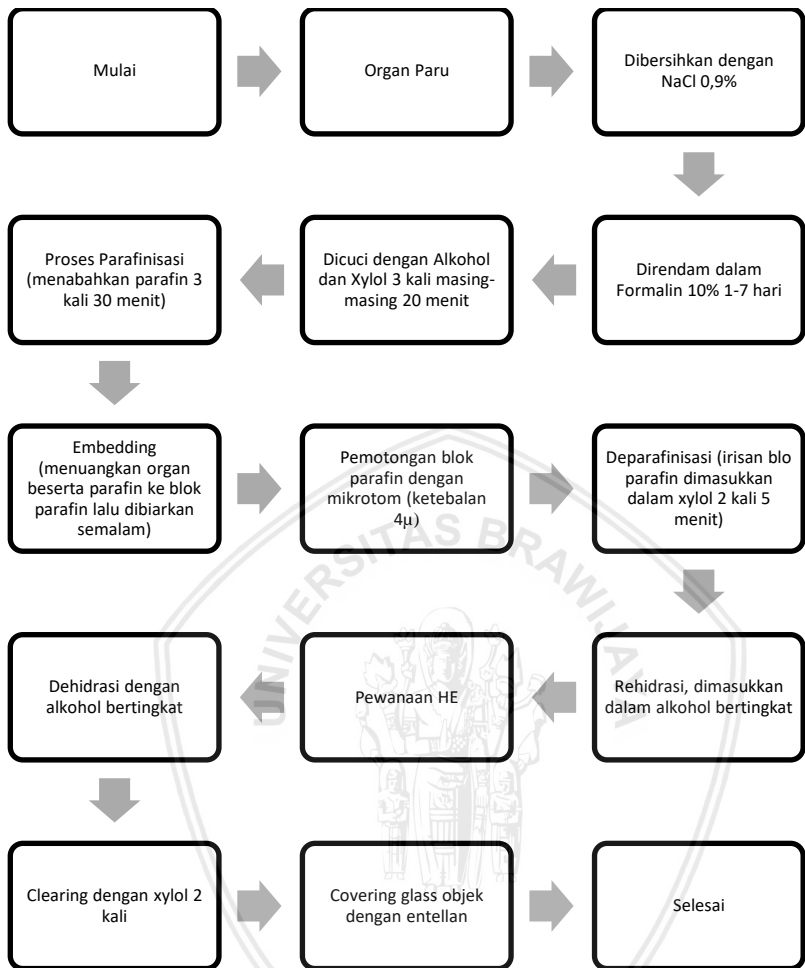 Mulai
Organ Paru
Dibersihkan dengan
NaCl 0,9%
Direndam dalam
Formalin 10% 1-7 hari
Dicuci dengan Alkohol
dan Xylol 3 kali masing-
masing 20 menit
Proses Parafinisasi
(menabahkan parafin 3
kali 30 menit)
Embedding
(menuangkan organ
beserta parafin ke blok
parafin lalu dibiarkan
semalam)
Pemotongan blok
parafin dengan
mikrotom (ketebalan
4μ)
Deparafinisasi (irisan blo
parafin dimasukkan
dalam xylol 2 kali 5
menit)
Rehidrasi, dimasukkan
dalam alkohol bertingkat
Pewanaan HE
Dehidrasi dengan
alkohol bertingkat
Clearing dengan xylol 2
kali
Covering glass objek
dengan entellan
Selesai
UNIVERSITAS BRAWIJAYA